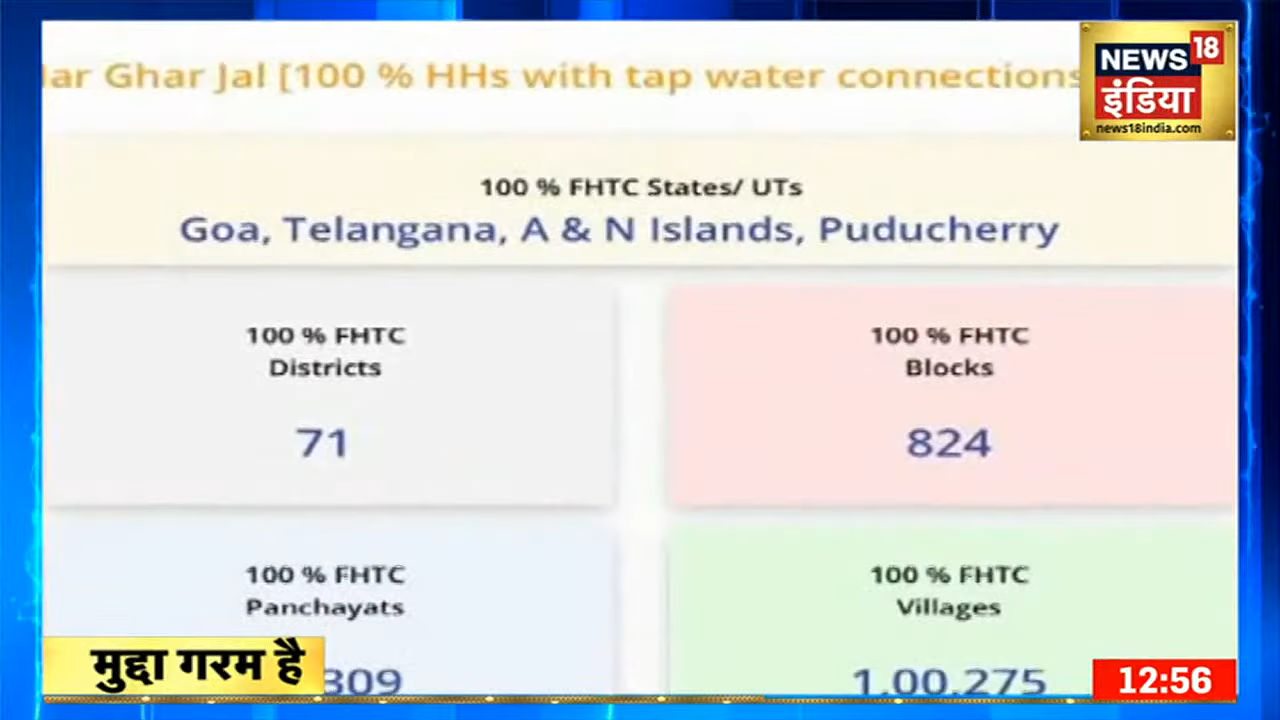 Ghar Jal [100 % HHs with tap water connections
NEWS 18
इंडिया
news18india.com
100 % FHTC States/ UTs
Goa, Telangana, A & N Islands, Puducherry
100 % FHTC
Districts
71
100 % FHTC
Blocks
824
100 % FHTC
Panchayats
309
100 % FHTC
Villages
1,00,275
मुद्दा गरम है
12:56